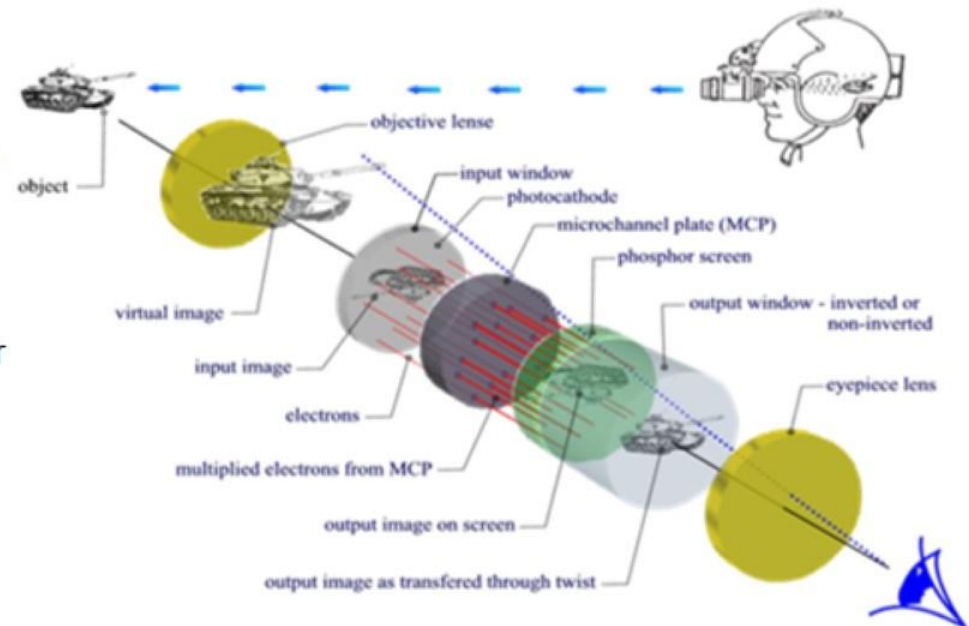 objective lense
object
input window
photocathode
microchannel plate (MCP)
phosphor screen
output window - inverted or
non-inverted
virtual image
input image
eyepiece lens
electrons
multiplied electrons from MCP
output image on screen
output image as transfered through twist